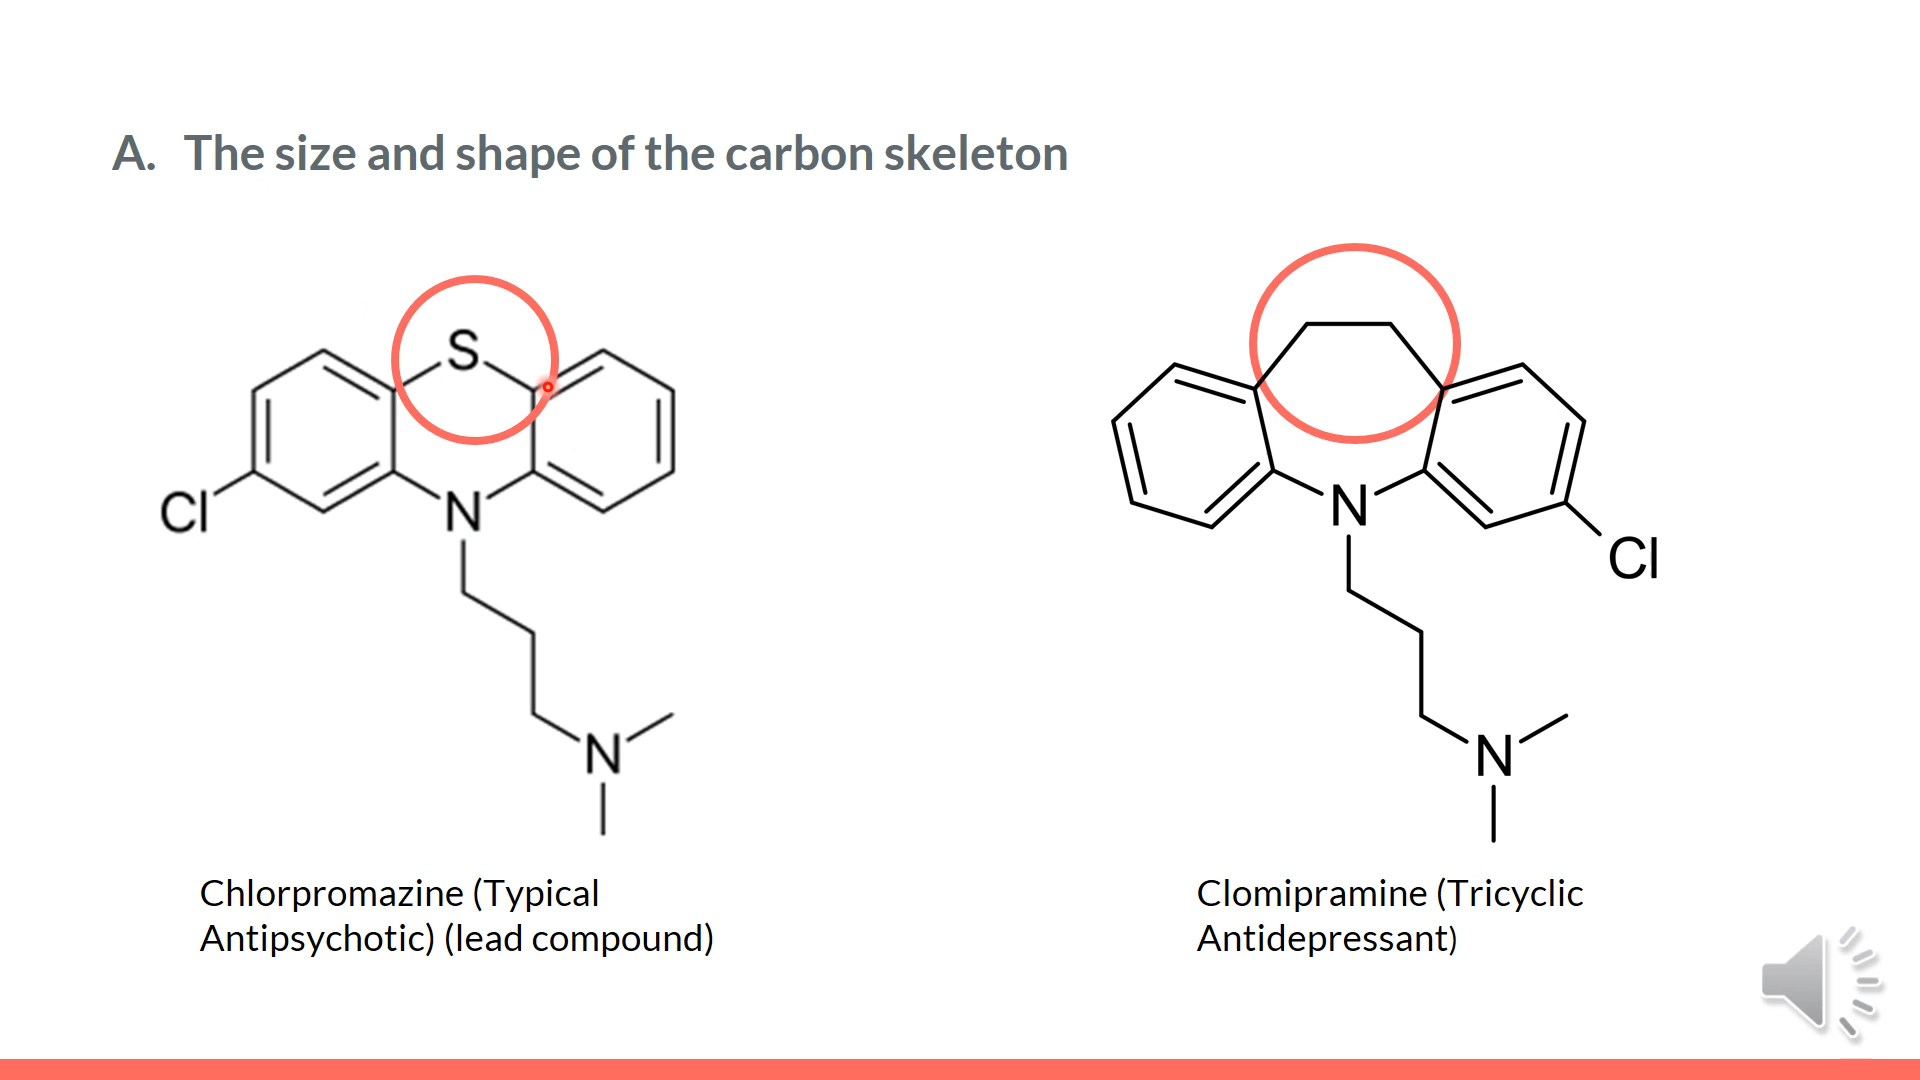 A. The size and shape of the carbon skeleton
S
Cl
N
N
Chlorpromazine (Typical
Antipsychotic) (lead compound)
N
Cl
N
Clomipramine (Tricyclic
Antidepressant)